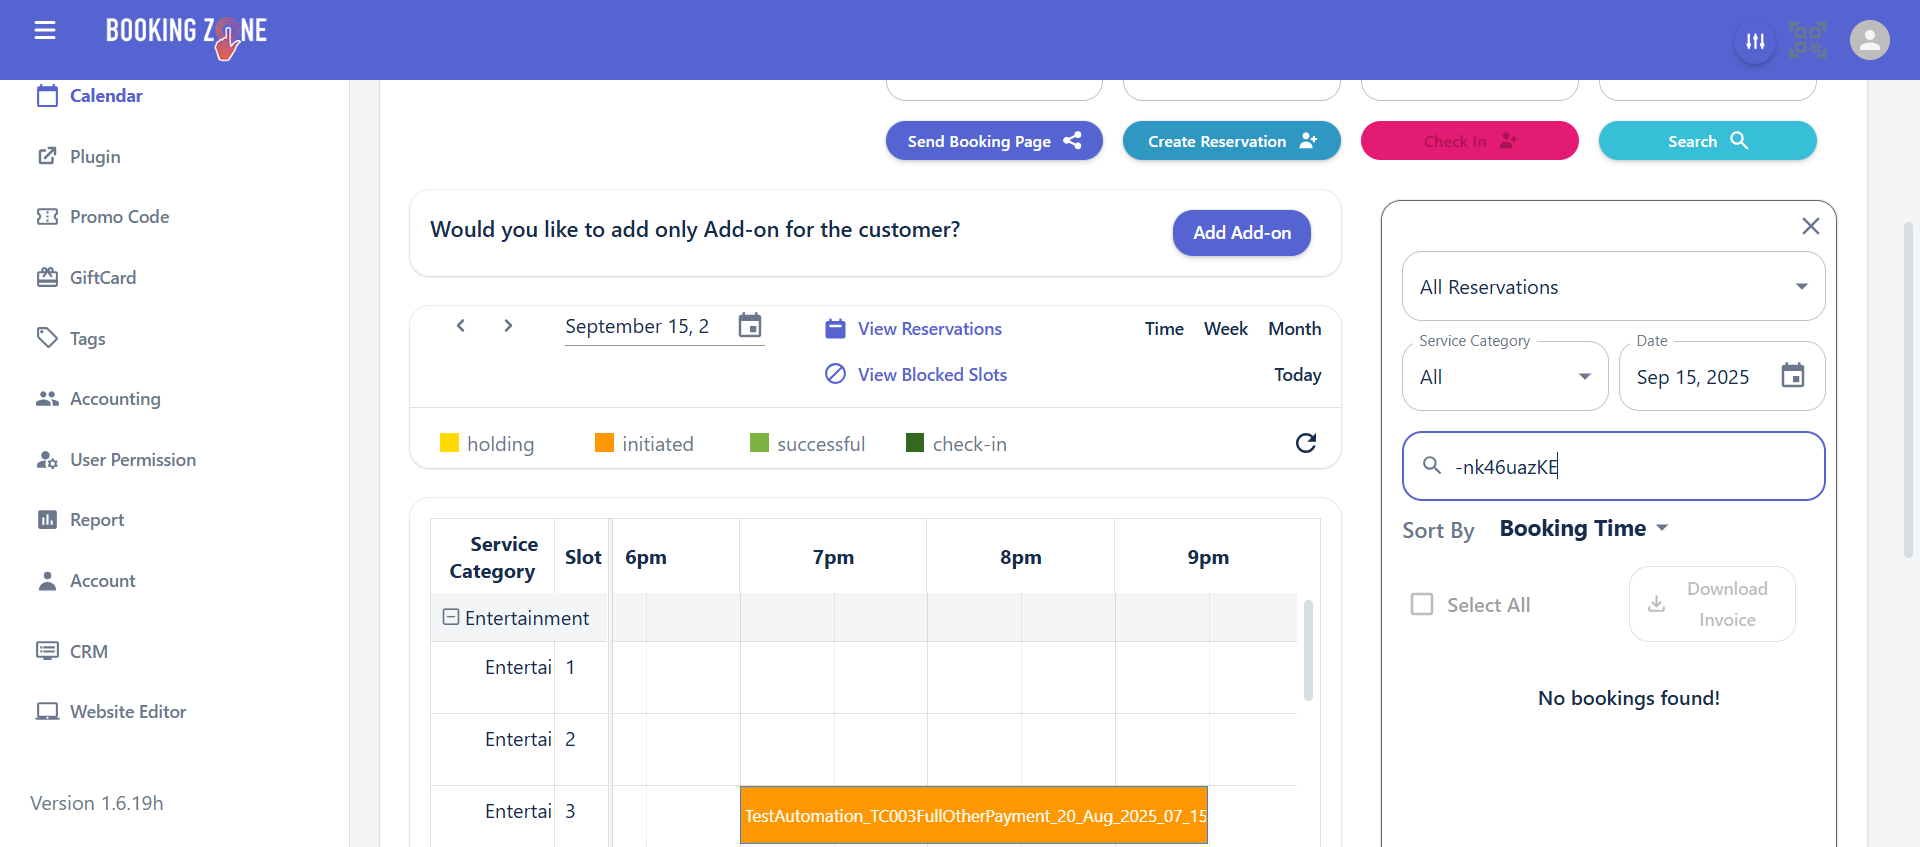 BOOKING ZONE
Calendar
Plugin
Promo Code
GiftCard
Tags
Accounting
User Permission
Report
Account
CRM
Website Editor
Version 1.6.19h
Send Booking Page
Create Reservation
Check In
Search
Would you like to add only Add-on for the customer?
Add Add-on
September 15, 2
View Reservations
View Blocked Slots
Time Week Month
Today
holding
initiated
successful
check-in
Service
Category
Slot
6pm
7pm
8pm
9pm
Entertainment
Entertai 1
Entertai 2
Entertai 3
TestAutomation_TC003FullOtherPayment_20_Aug_2025_07_15
All Reservations
Service Category
All
Date
Sep 15, 2025
-nk46uazKE
Sort By Booking Time
Select All
Download
Invoice
No bookings found!